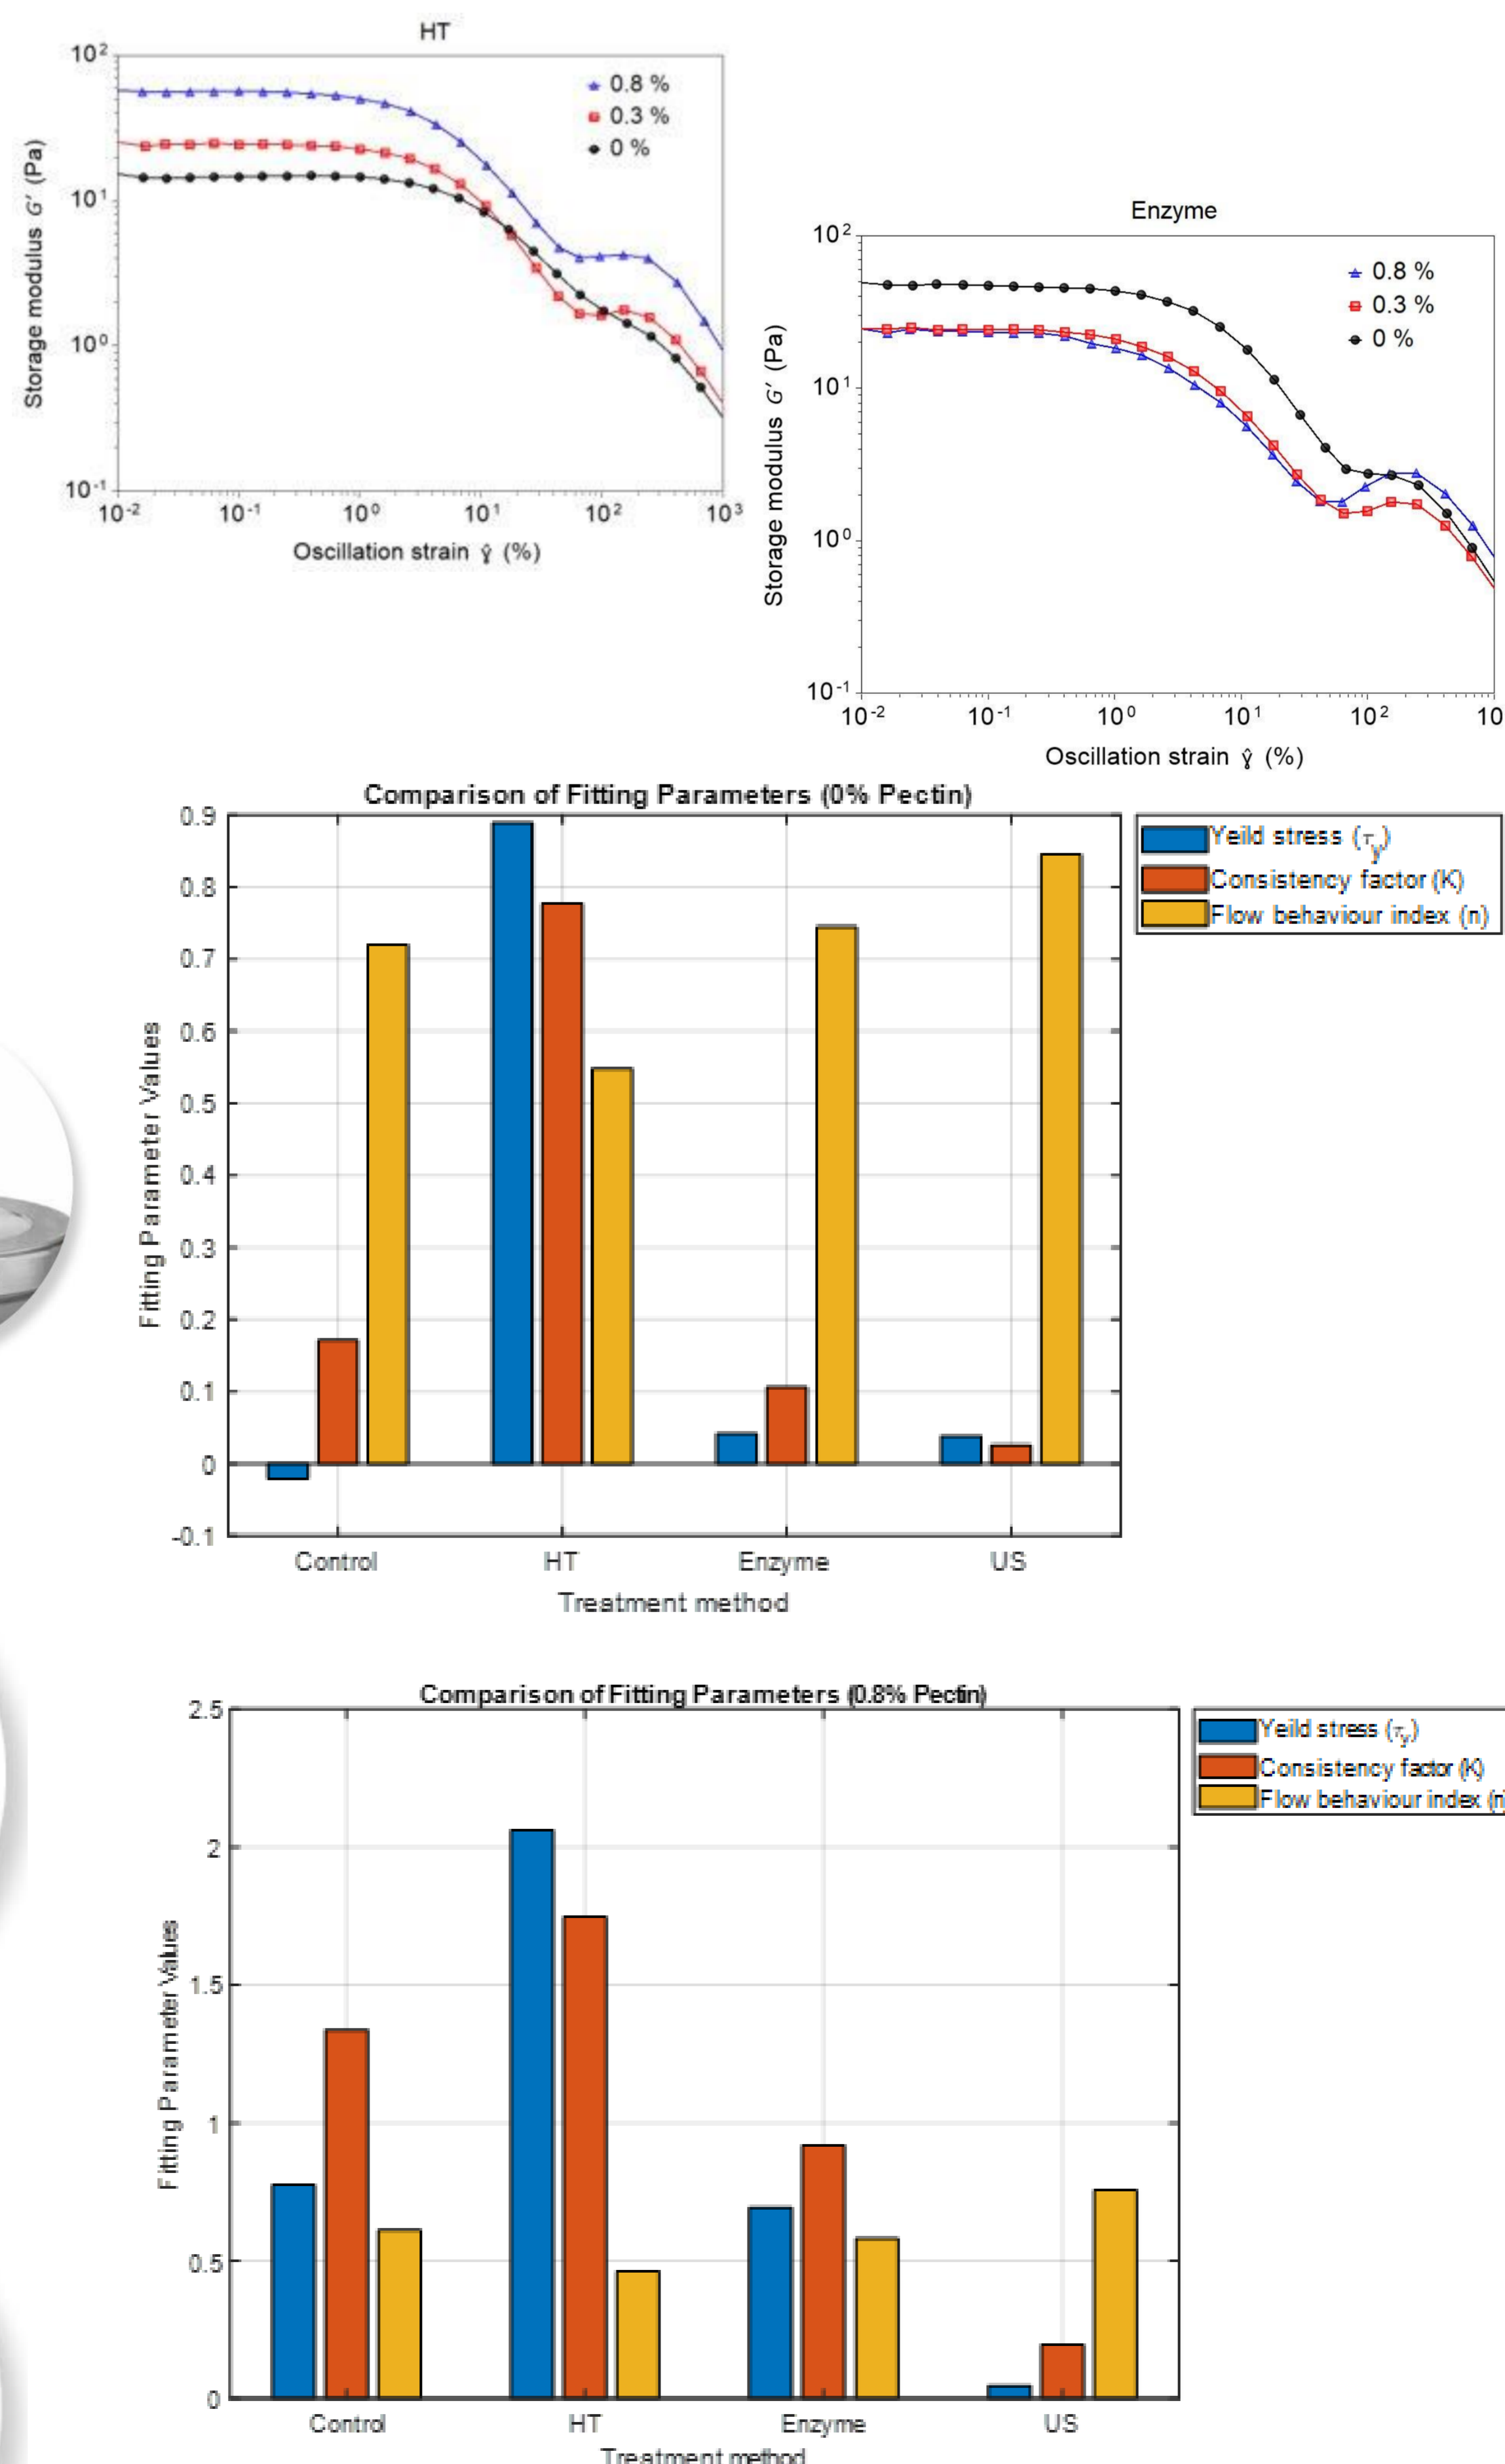 HT
10²
10¹
10⁰
10⁻¹
Storage modulus G′ (Pa)
0.8 %
0.3 %
0 %
10⁻² 10⁻¹ 10⁰ 10¹ 10² 10³
Oscillation strain γ̂ (%)
Enzyme
10²
10¹
10⁰
10⁻¹
Storage modulus G′ (Pa)
0.8 %
0.3 %
0 %
10⁻² 10⁻¹ 10⁰ 10¹ 10² 10
Oscillation strain γ̂ (%)
Comparison of Fitting Parameters (0% Pectin)
Yeild stress (τy)
Consistency factor (K)
Flow behaviour index (n)
0.9
0.8
0.7
0.6
0.5
0.4
0.3
0.2
0.1
0
-0.1
Fitting Parameter Values
Control HT Enzyme US
Treatment method
Comparison of Fitting Parameters (0.8% Pectin)
Yeild stress (τy)
Consistency factor (K)
Flow behaviour index (n)
2.5
2
1.5
1
0.5
0
Fitting Parameter Values
Control HT Enzyme US
Treatment method